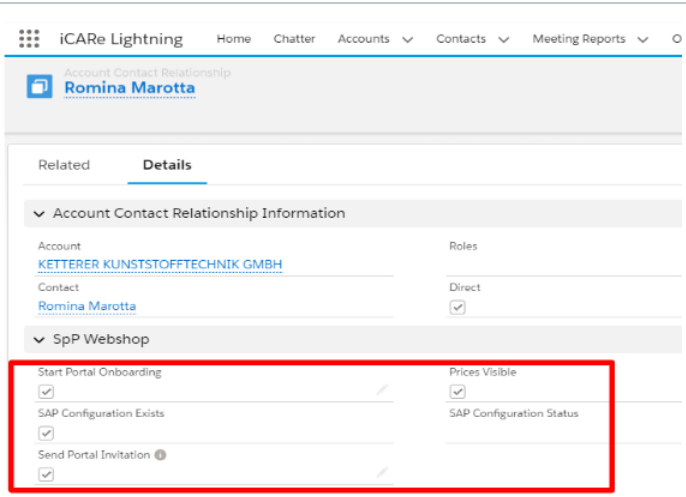 iCARe Lightning Home Chatter Accounts Contacts Meeting Reports O
Account Contact Relationship
Romina Marotta
Related Details
Account Contact Relationship Information
Account Roles
KETTERER KUNSTSTOFFTECHNIK GMBH
Contact Direct
Romina Marotta
SpP Webshop
Start Portal Onboarding Prices Visible
SAP Configuration Exists SAP Configuration Status
Send Portal Invitation